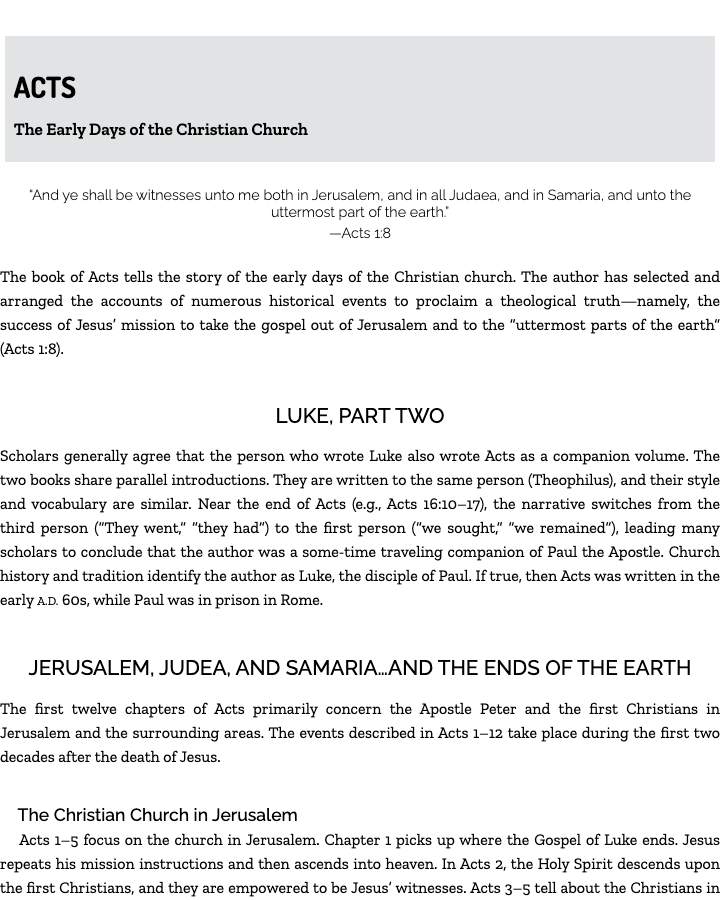 ACTS
The Early Days of the Christian Church
“And ye shall be witnesses unto me both in Jerusalem, and in all Judaea, and in Samaria, and unto the
uttermost part of the earth.”
—Acts 1:8
The book of Acts tells the story of the early days of the Christian church. The author has selected and
arranged the accounts of numerous historical events to proclaim a theological truth—namely, the
success of Jesus’ mission to take the gospel out of Jerusalem and to the “uttermost parts of the earth”
(Acts 1:8).
LUKE, PART TWO
Scholars generally agree that the person who wrote Luke also wrote Acts as a companion volume. The
two books share parallel introductions. They are written to the same person (Theophilus), and their style
and vocabulary are similar. Near the end of Acts (e.g., Acts 16:10–17), the narrative switches from the
third person (“They went,” “they had”) to the first person (“we sought,” “we remained”), leading many
scholars to conclude that the author was a some-time traveling companion of Paul the Apostle. Church
history and tradition identify the author as Luke, the disciple of Paul. If true, then Acts was written in the
early A.D. 60s, while Paul was in prison in Rome.
JERUSALEM, JUDEA, AND SAMARIA…AND THE ENDS OF THE EARTH
The first twelve chapters of Acts primarily concern the Apostle Peter and the first Christians in
Jerusalem and the surrounding areas. The events described in Acts 1–12 take place during the first two
decades after the death of Jesus.
The Christian Church in Jerusalem
Acts 1–5 focus on the church in Jerusalem. Chapter 1 picks up where the Gospel of Luke ends. Jesus
repeats his mission instructions and then ascends into heaven. In Acts 2, the Holy Spirit descends upon
the first Christians, and they are empowered to be Jesus’ witnesses. Acts 3–5 tell about the Christians in